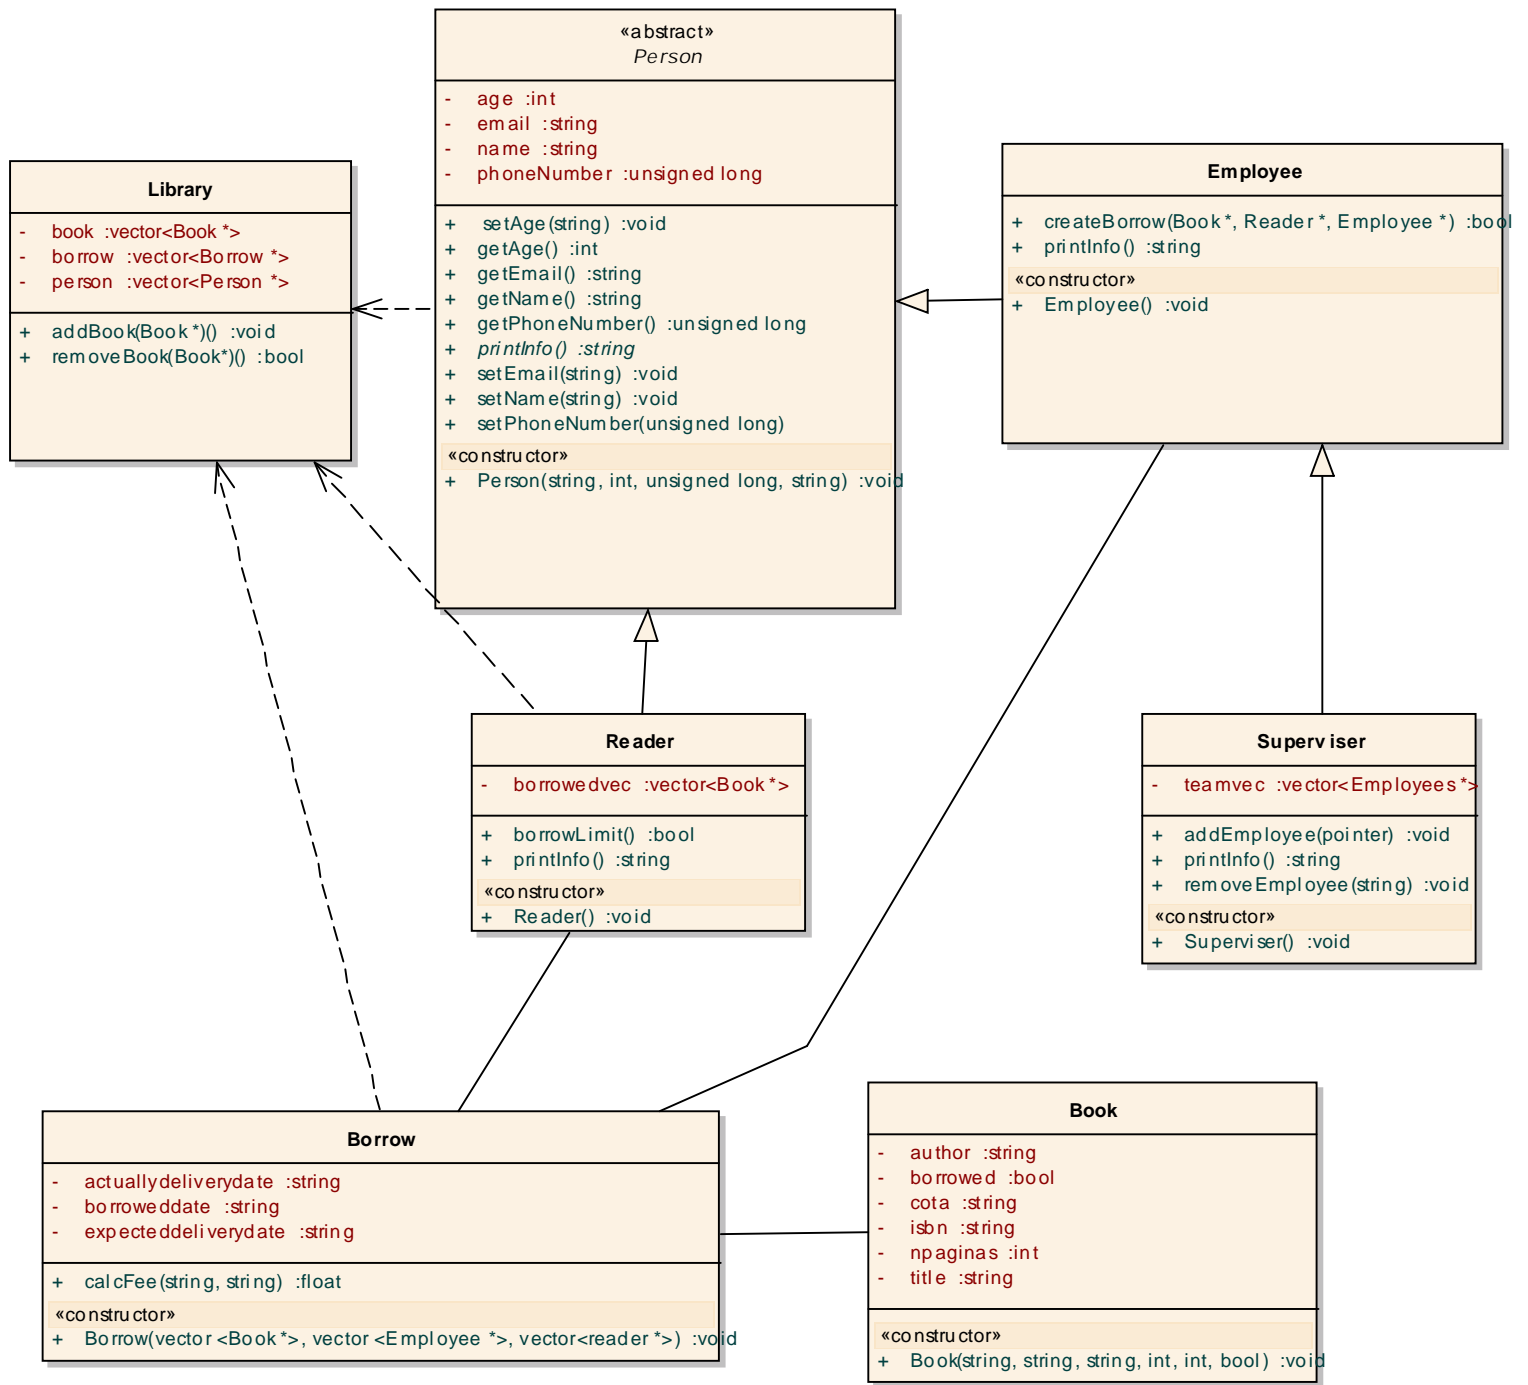 «abstract»
Person
- age :int
- email :string
- name :string
- phoneNumber :unsigned long
+ setAge(string) :void
+ getAge() :int
+ getEmail() :string
+ getName() :string
+ getPhoneNumber() :unsigned long
+ printInfo() :string
+ setEmail(string) :void
+ setName(string) :void
+ setPhoneNumber(unsigned long)
«constructor»
+ Person(string, int, unsigned long, string) :void
Library
- book :vector<Book *>
- borrow :vector<Borrow *>
- person :vector<Person *>
+ addBook(Book *)() :void
+ removeBook(Book*)() :bool
Employee
+ createBorrow(Book *, Reader *, Employee *) :bool
+ printInfo() :string
«constructor»
+ Employee() :void
Reader
- borrowedvec :vector<Book *>
+ borrowLimit() :bool
+ printInfo() :string
«constructor»
+ Reader() :void
Superviser
- teamvec :vector<Employees *>
+ addEmployee(pointer) :void
+ printInfo() :string
+ removeEmployee(string) :void
«constructor»
+ Superviser() :void
Borrow
- actuallydeliverydate :string
- borroweddate :string
- expecteddeliverydate :string
+ calcFee(string, string) :float
«constructor»
+ Borrow(vector <Book *>, vector <Employee *>, vector<reader *>) :void
Book
- author :string
- borrowed :bool
- cota :string
- isbn :string
- npaginas :int
- title :string
«constructor»
+ Book(string, string, string, int, int, bool) :void